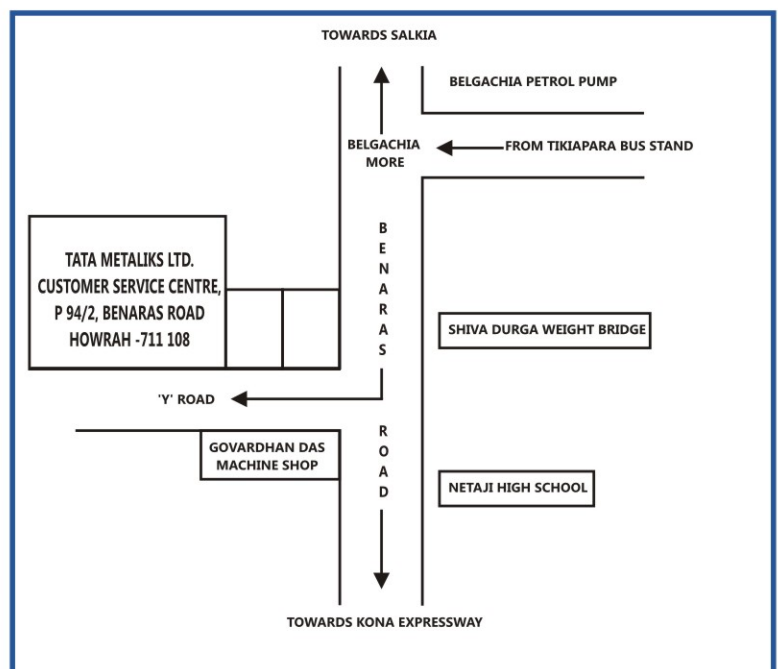 TOWARDS SALKIA
BELGACHIA PETROL PUMP
BELGACHIA
MORE
FROM TIKIAPARA BUS STAND
BENARAS
TATA METALIKS LTD.
CUSTOMER SERVICE CENTRE,
P 94/2, BENARAS ROAD
HOWRAH -711 108
SHIVA DURGA WEIGHT BRIDGE
'Y' ROAD
ROAD
GOVARDHAN DAS
MACHINE SHOP
NETAJI HIGH SCHOOL
TOWARDS KONA EXPRESSWAY